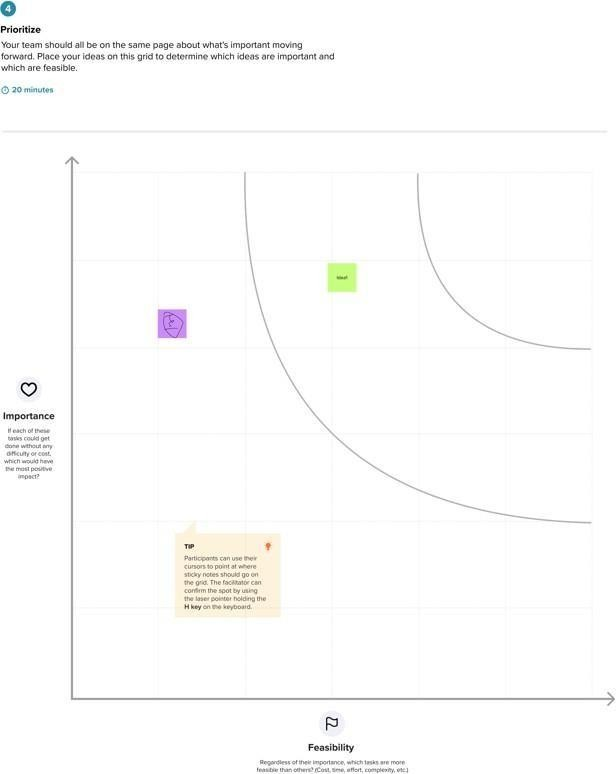 4
Prioritize
Your team should all be on the same page about what's important moving
forward. Place your ideas on this grid to determine which ideas are important and
which are feasible.
20 minutes
Idea!
Importance
If each of these
tasks could get
done without any
difficulty or cost,
which would have
the most positive
impact?
TIP
Participants can use their
cursors to point at where
sticky notes should go on
the grid. The facilitator can
confirm the spot by using
the laser pointer holding the
H key on the keyboard.
Feasibility
Regardless of their importance, which tasks are more
feasible than others? (Cost, time, effort, complexity, etc.)